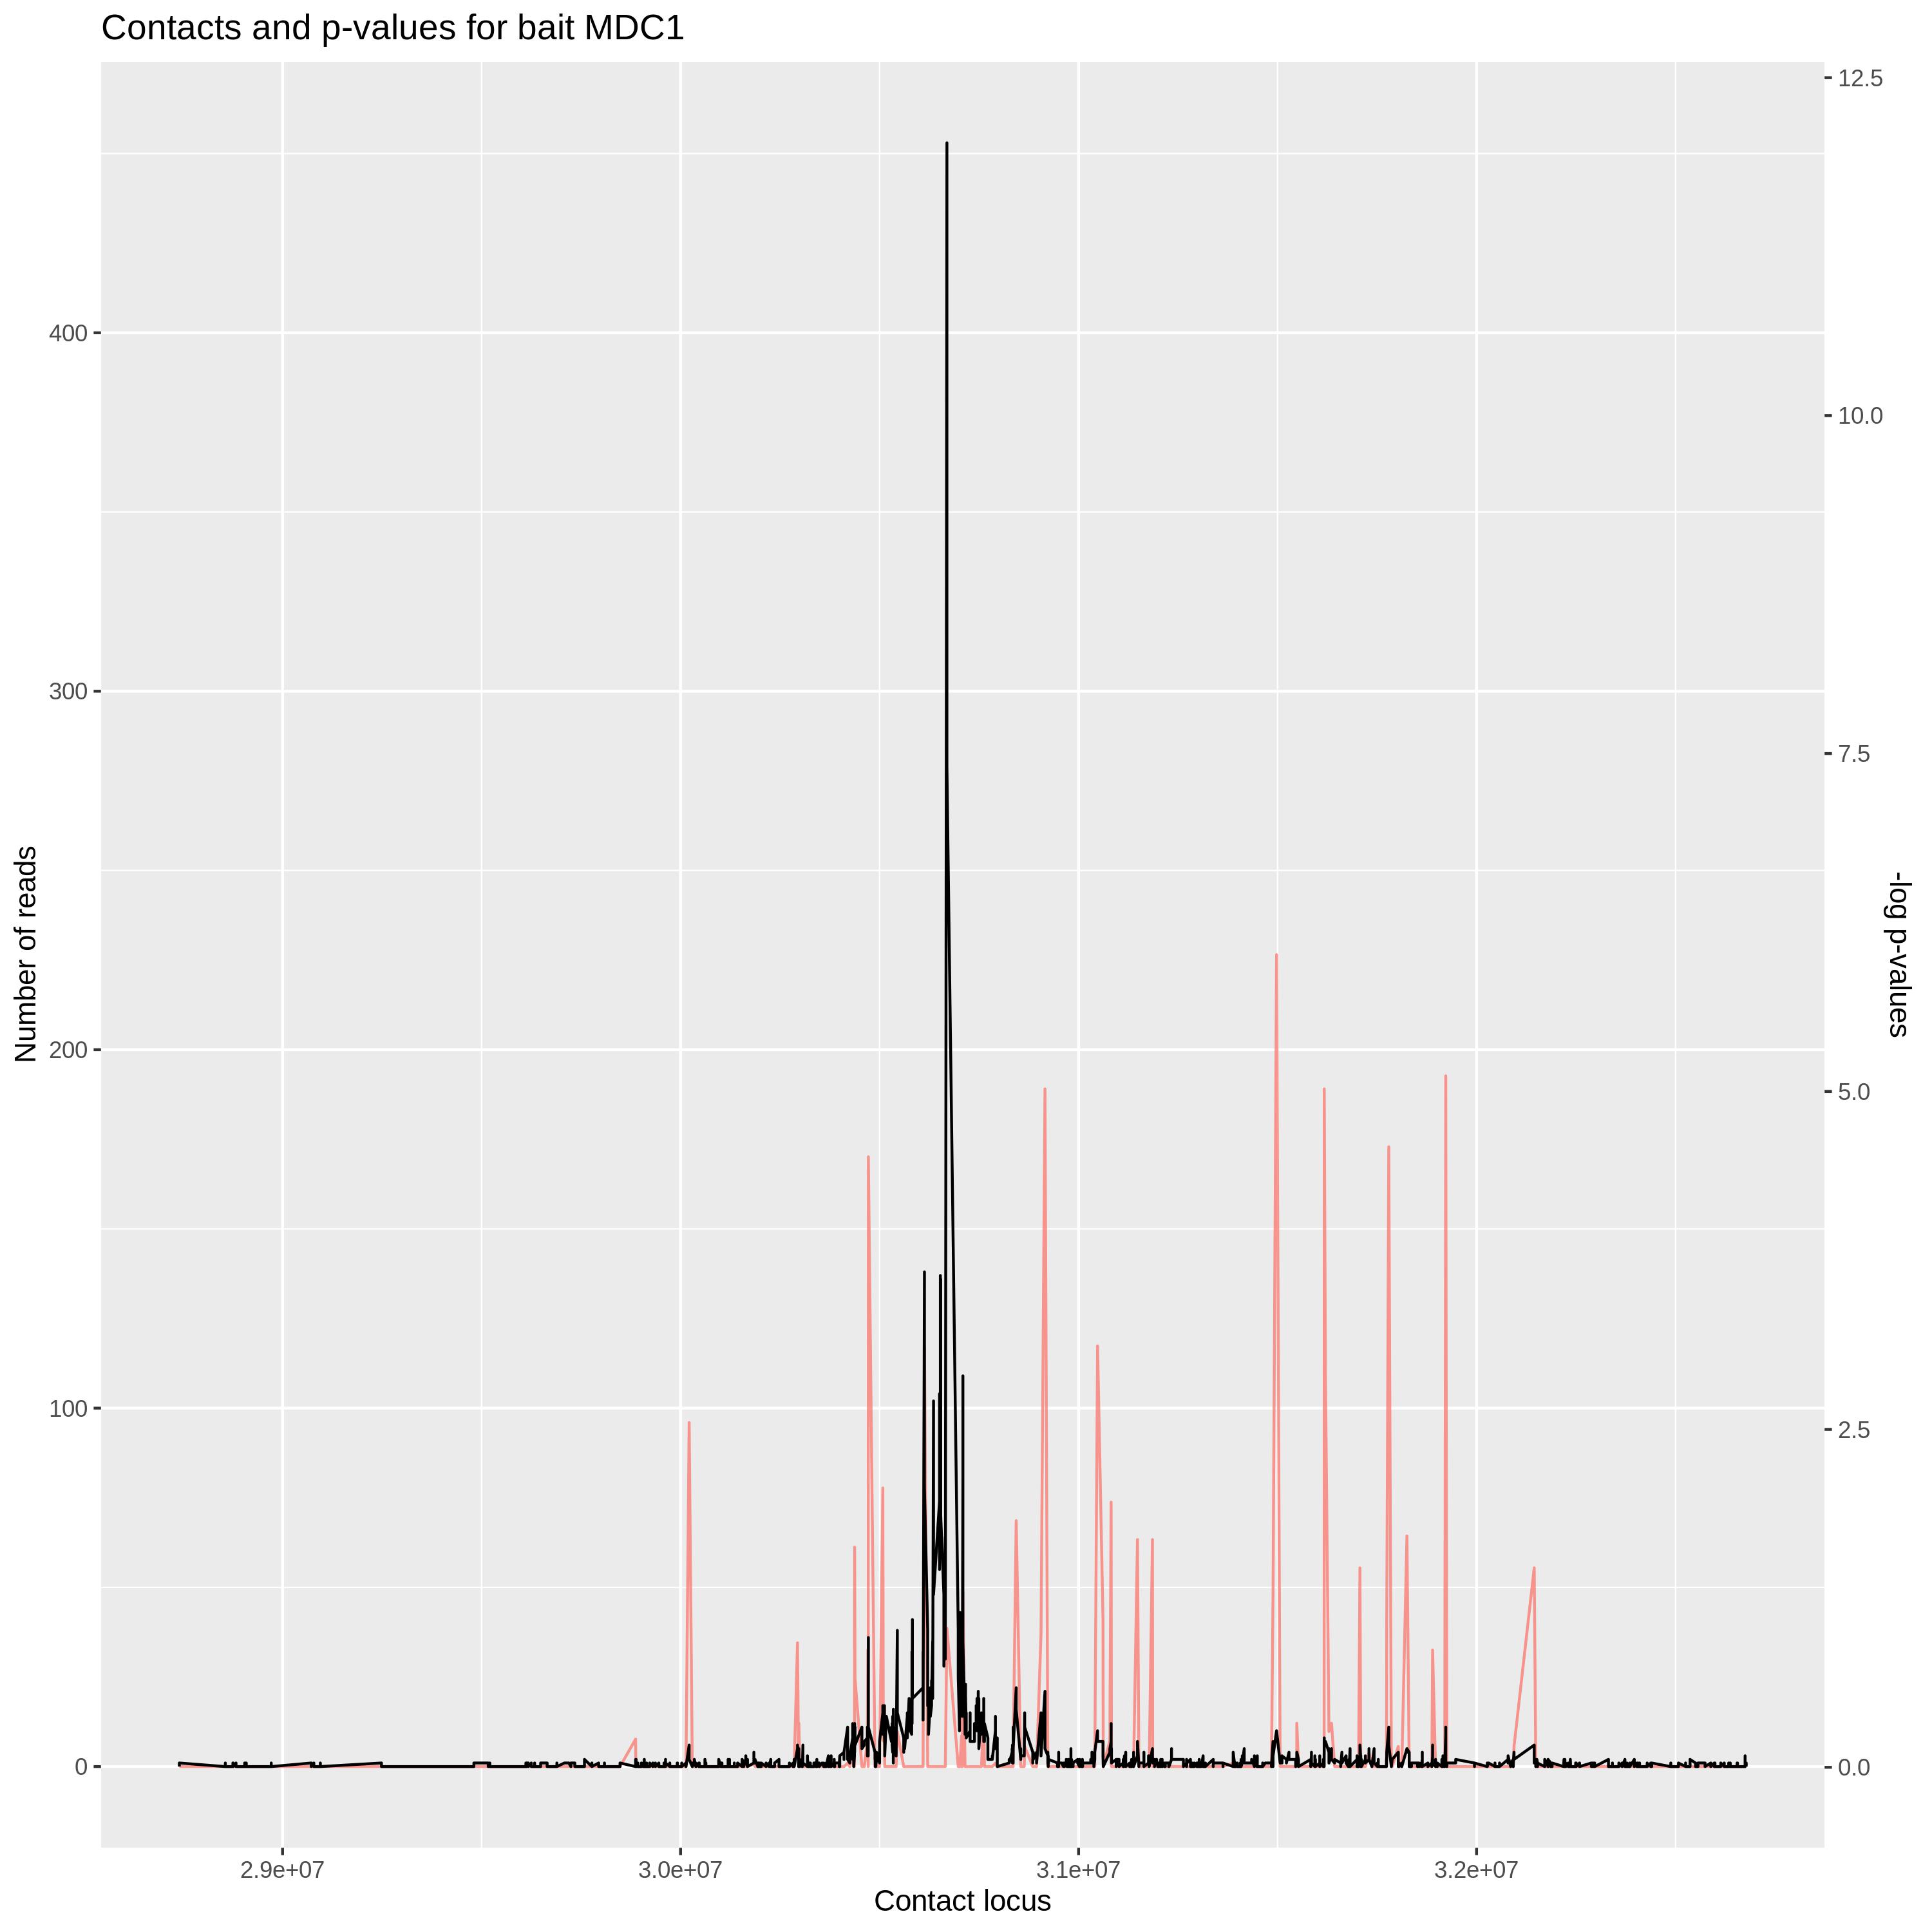 Contacts and p-values for bait MDC1
12.5
400
10.0
300
7.5
Number of reads
-log p-values
200
5.0
100
2.5
0
0.0
2.9e+07
3.0e+07
3.1e+07
3.2e+07
Contact locus